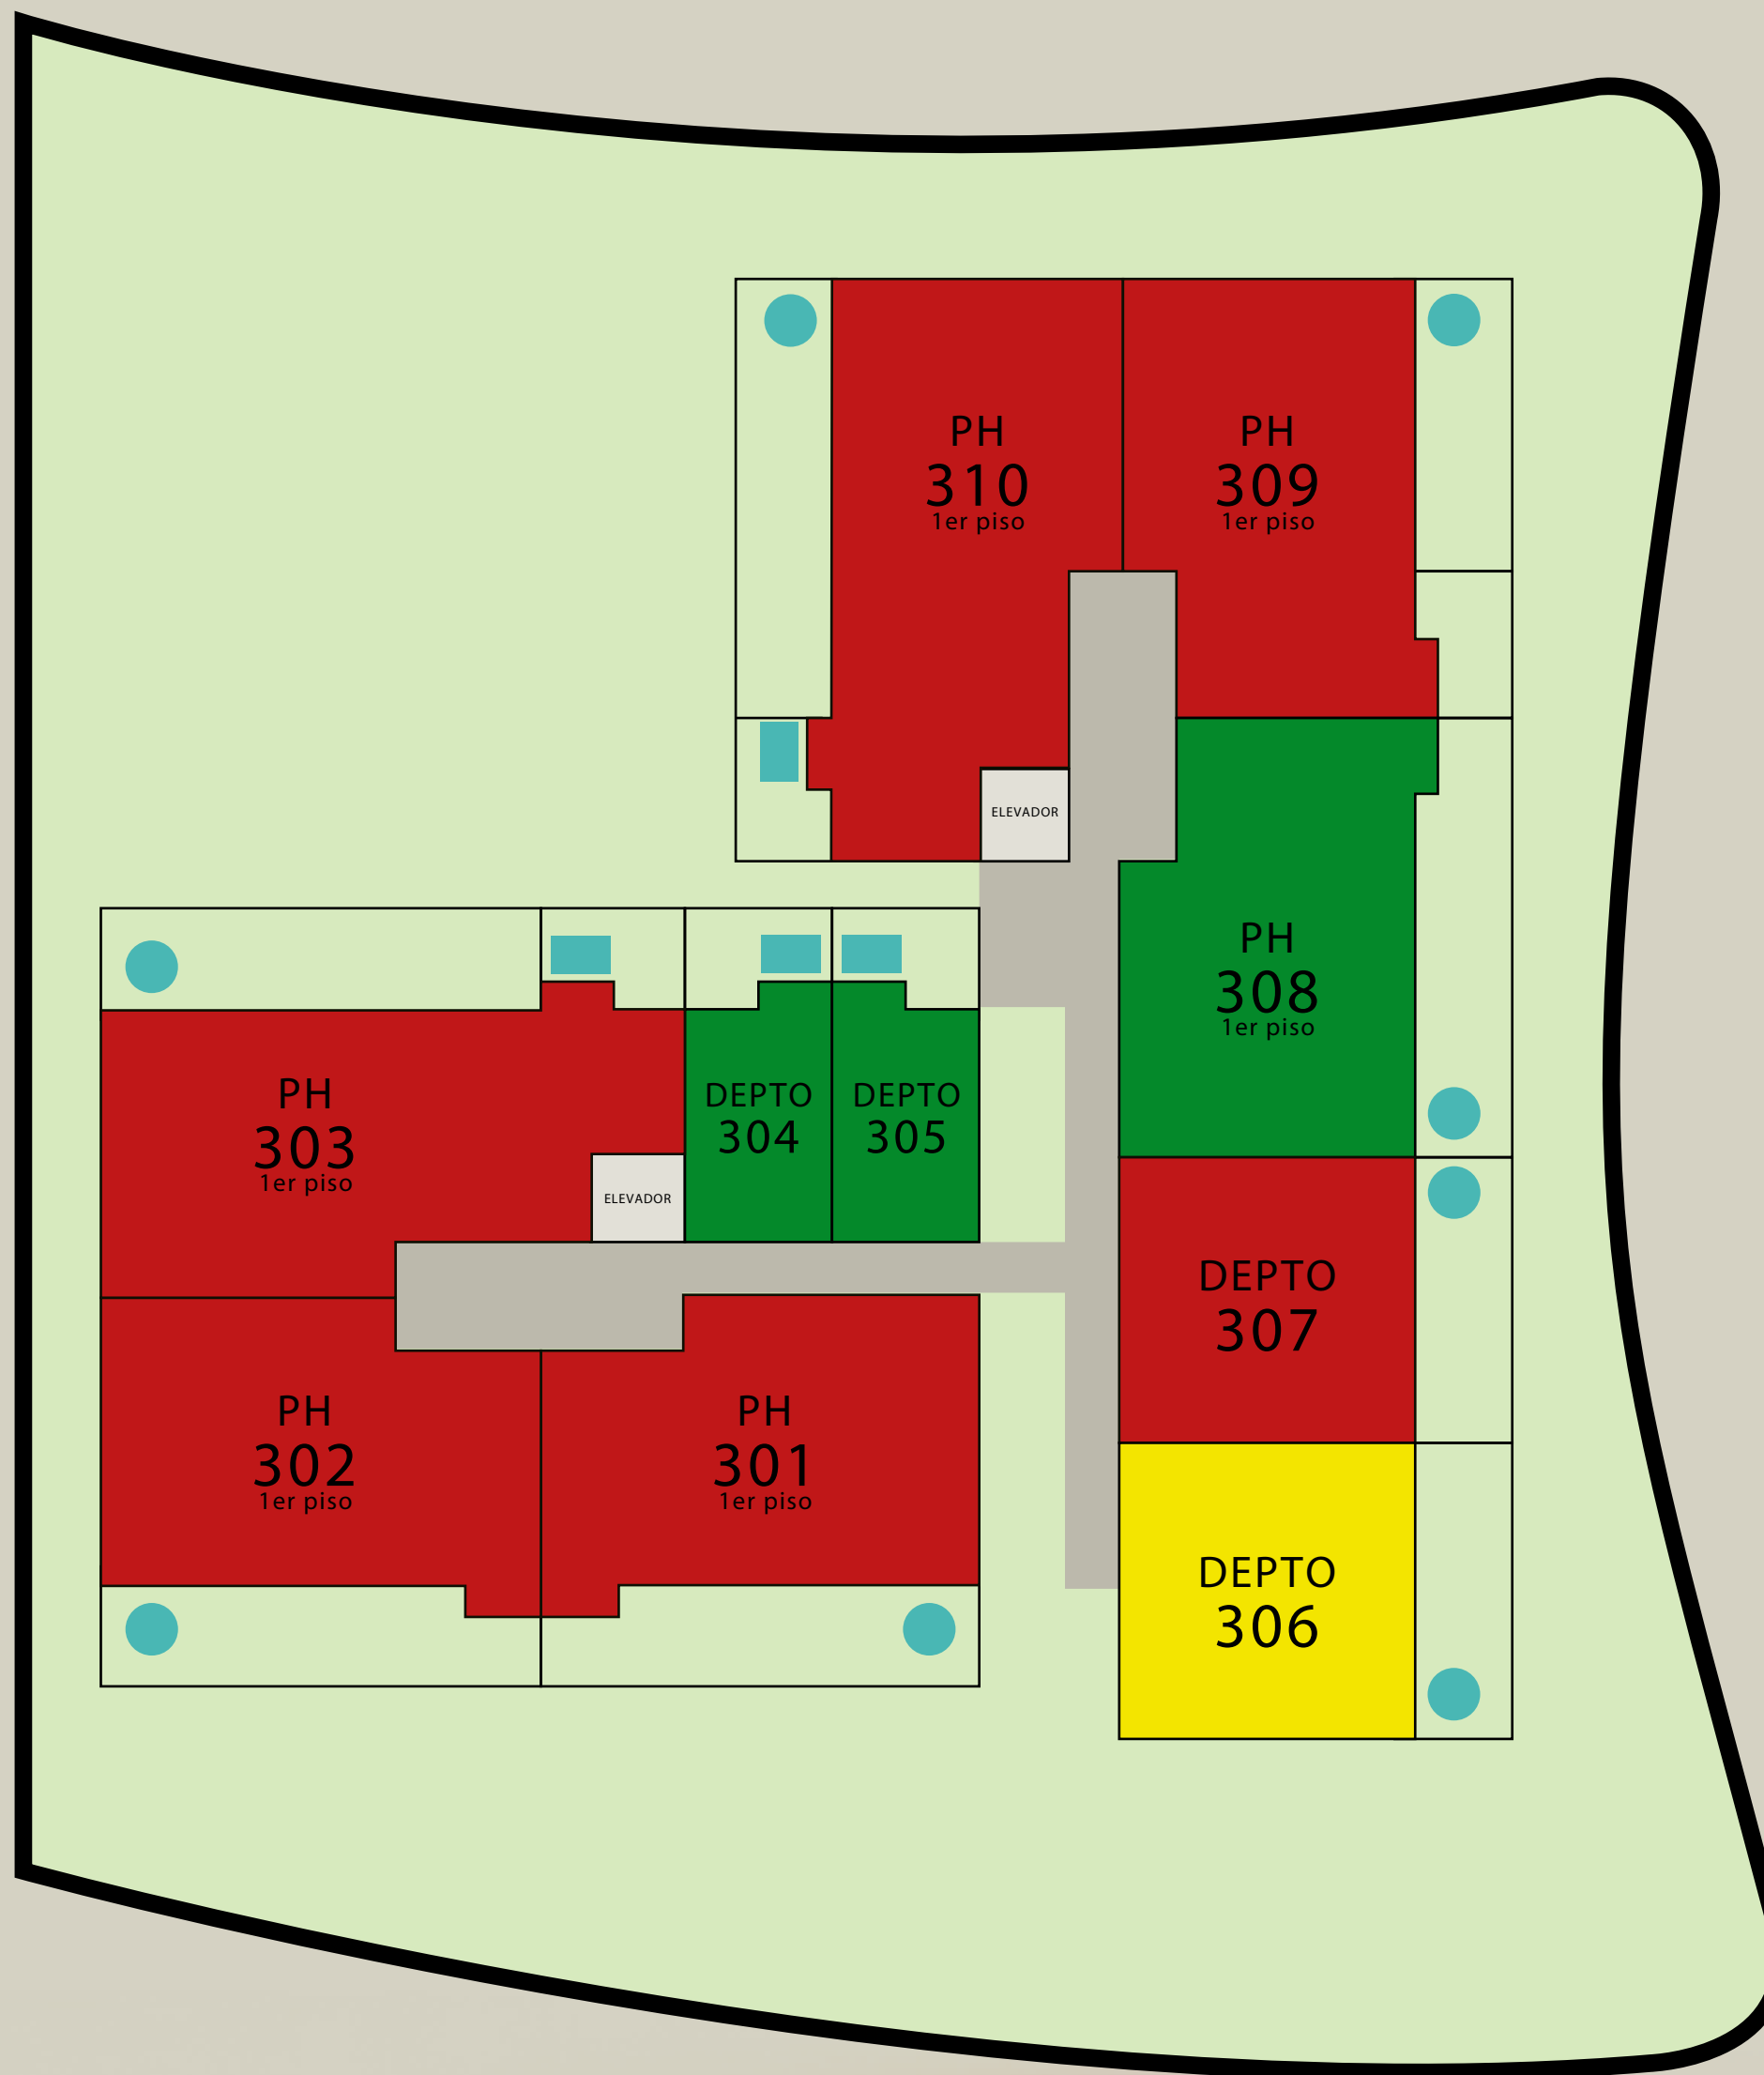 PH
310
1er piso
PH
309
1er piso
ELEVADOR
PH
308
1er piso
PH
303
1er piso
DEPTO
304
DEPTO
305
ELEVADOR
DEPTO
307
PH
302
1er piso
PH
301
1er piso
DEPTO
306